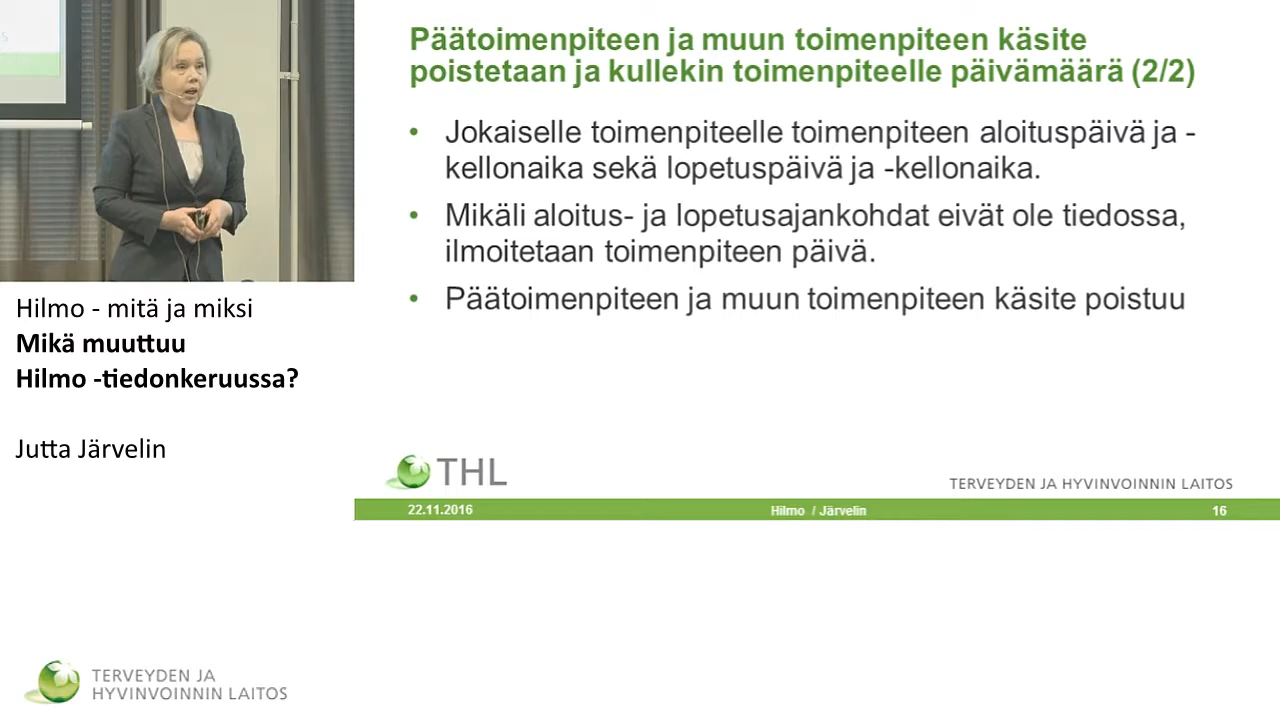 Päätoimenpiteen ja muun toimenpiteen käsite
poistetaan ja kullekin toimenpiteelle päivämäärä (2/2)
• Jokaiselle toimenpiteelle toimenpiteen aloituspäivä ja -
kellonaika sekä lopetuspäivä ja -kellonaika.
• Mikäli aloitus- ja lopetusajankohdat eivät ole tiedossa,
ilmoitetaan toimenpiteen päivä.
• Päätoimenpiteen ja muun toimenpiteen käsite poistuu
Hilmo - mitä ja miksi
Mikä muuttuu
Hilmo -tiedonkeruussa?
Jutta Järvelin
THL
TERVEYDEN JA HYVINVOINNIN LAITOS
22.11.2016
Hilmo / Järvelin
16
TERVEYDEN JA
HYVINVOINNIN LAITOS